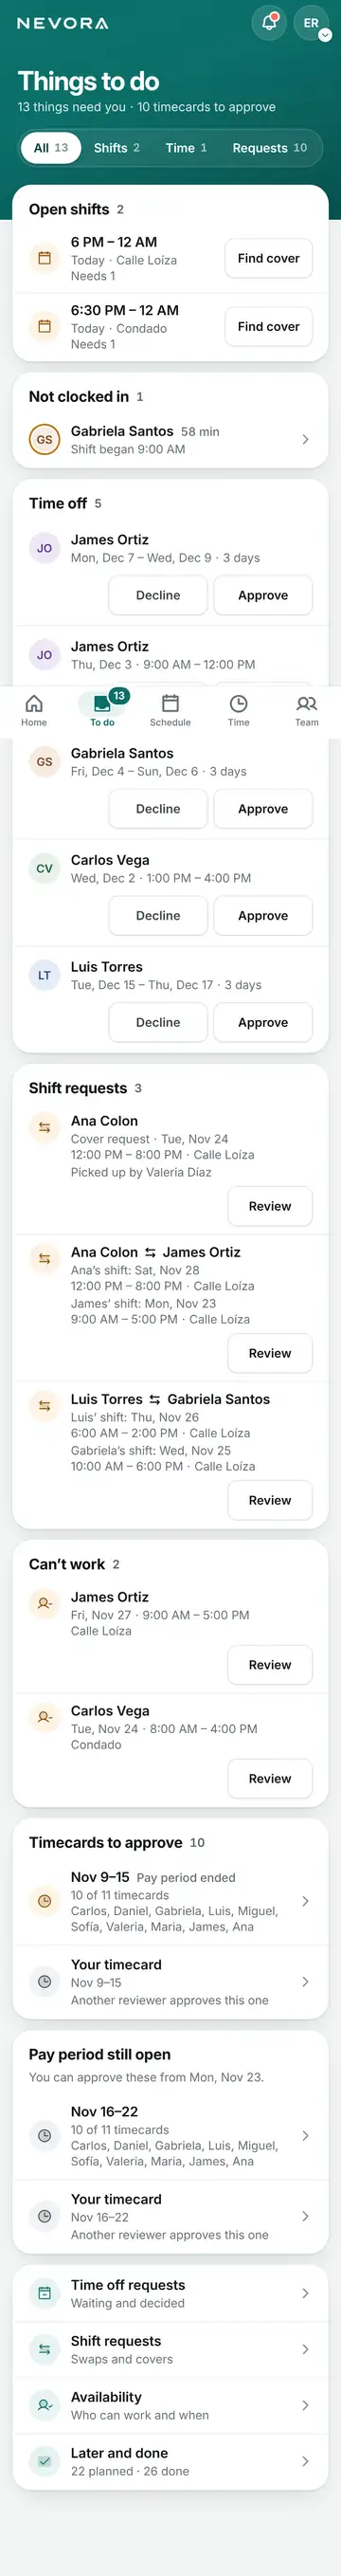 NEVORA
ER
Things to do
13 things need you · 10 timecards to approve
All 13
Shifts 2
Time 1
Requests 10
Open shifts 2
6 PM – 12 AM
Today · Calle Loíza
Needs 1
Find cover
6:30 PM – 12 AM
Today · Condado
Needs 1
Find cover
Not clocked in 1
GS
Gabriela Santos 58 min
Shift began 9:00 AM
Time off 5
JO
James Ortiz
Mon, Dec 7 – Wed, Dec 9 · 3 days
Decline
Approve
JO
James Ortiz
Thu, Dec 3 · 9:00 AM – 12:00 PM
13
Home
To do
Schedule
Time
Team
GS
Gabriela Santos
Fri, Dec 4 – Sun, Dec 6 · 3 days
Decline
Approve
CV
Carlos Vega
Wed, Dec 2 · 1:00 PM – 4:00 PM
Decline
Approve
LT
Luis Torres
Tue, Dec 15 – Thu, Dec 17 · 3 days
Decline
Approve
Shift requests 3
Ana Colon
Cover request · Tue, Nov 24
12:00 PM – 8:00 PM · Calle Loíza
Picked up by Valeria Díaz
Review
Ana Colon ⇆ James Ortiz
Ana’s shift: Sat, Nov 28
12:00 PM – 8:00 PM · Calle Loíza
James’ shift: Mon, Nov 23
9:00 AM – 5:00 PM · Calle Loíza
Review
Luis Torres ⇆ Gabriela Santos
Luis’ shift: Thu, Nov 26
6:00 AM – 2:00 PM · Calle Loíza
Gabriela’s shift: Wed, Nov 25
10:00 AM – 6:00 PM · Calle Loíza
Review
Can’t work 2
James Ortiz
Fri, Nov 27 · 9:00 AM – 5:00 PM
Calle Loíza
Review
Carlos Vega
Tue, Nov 24 · 8:00 AM – 4:00 PM
Condado
Review
Timecards to approve 10
Nov 9–15 Pay period ended
10 of 11 timecards
Carlos, Daniel, Gabriela, Luis, Miguel,
Sofía, Valeria, Maria, James, Ana
Your timecard
Nov 9–15
Another reviewer approves this one
Pay period still open
You can approve these from Mon, Nov 23.
Nov 16–22
10 of 11 timecards
Carlos, Daniel, Gabriela, Luis, Miguel,
Sofía, Valeria, Maria, James, Ana
Your timecard
Nov 16–22
Another reviewer approves this one
Time off requests
Waiting and decided
Shift requests
Swaps and covers
Availability
Who can work and when
Later and done
22 planned · 26 done